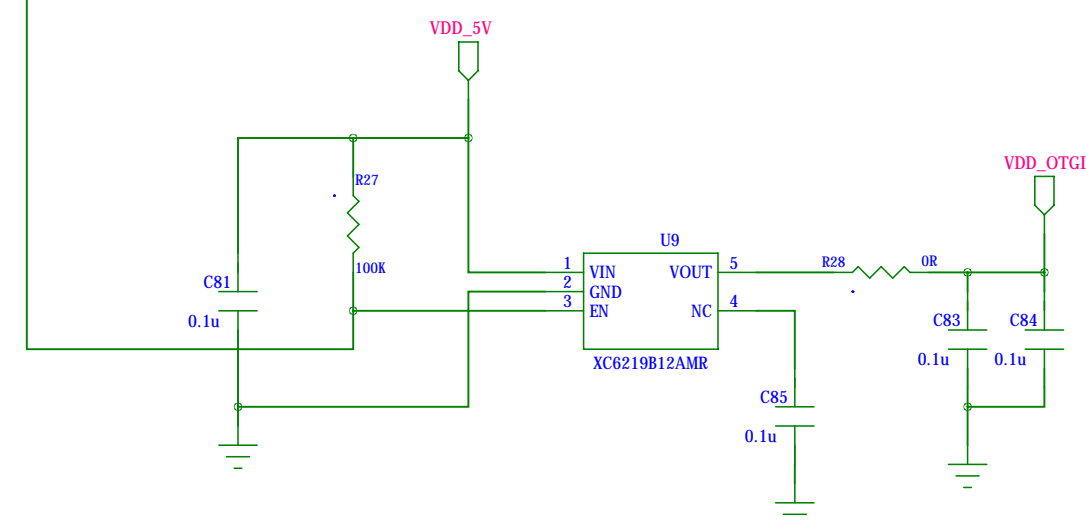 VDD_5V
VDD_OTGI
R27
100K
C81
0.1u
U9
1 VIN VOUT 5
2 GND
3 EN NC 4
XC6219B12AMR
R28 0R
C83 C84
0.1u 0.1u
C85
0.1u